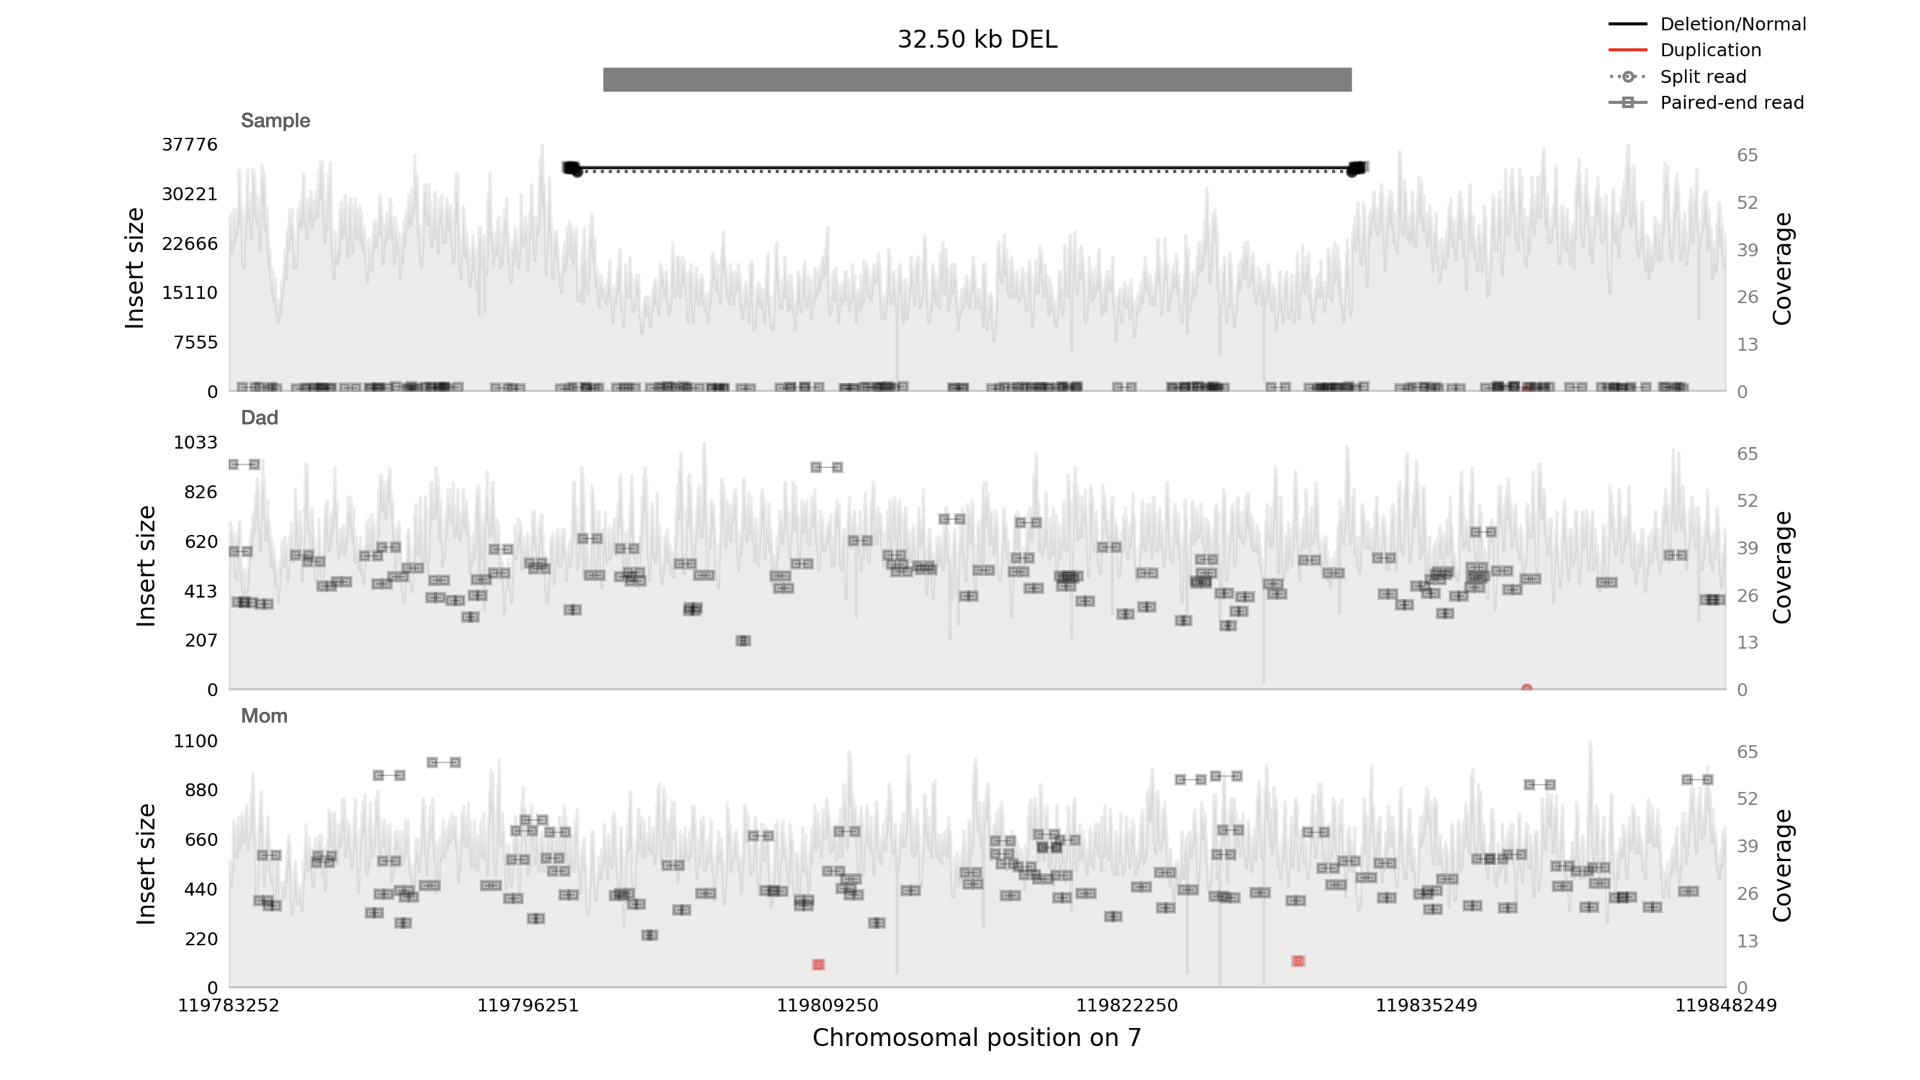 32.50 kb DEL
Deletion/Normal
Duplication
Split read
Paired-end read
Sample
37776
30221
22666
15110
7555
0
Insert size
65
52
39
26
13
0
Coverage
Dad
1033
826
620
413
207
0
Insert size
65
52
39
26
13
0
Coverage
Mom
1100
880
660
440
220
0
Insert size
65
52
39
26
13
0
Coverage
119783252 119796251 119809250 119822250 119835249 119848249
Chromosomal position on 7